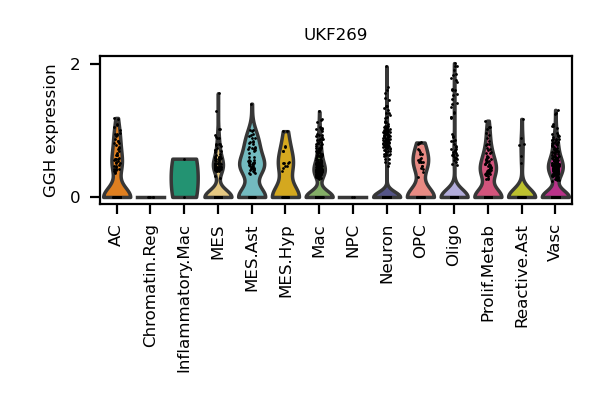 UKF269
GGH expression
2
0
AC
Chromatin.Reg
Inflammatory.Mac
MES
MES.Ast
MES.Hyp
Mac
NPC
Neuron
OPC
Oligo
Prolif.Metab
Reactive.Ast
Vasc